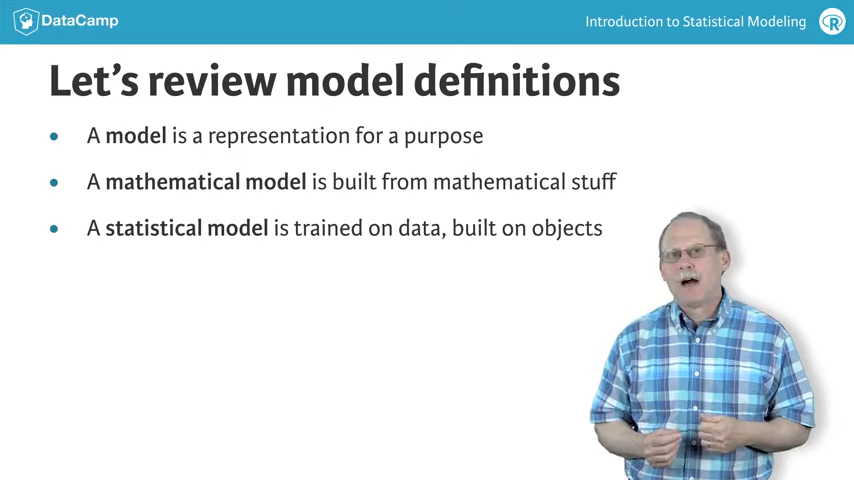 DataCamp
Introduction to Statistical Modeling
R
Let's review model definitions
• A model is a representation for a purpose
• A mathematical model is built from mathematical stuff
• A statistical model is trained on data, built on objects